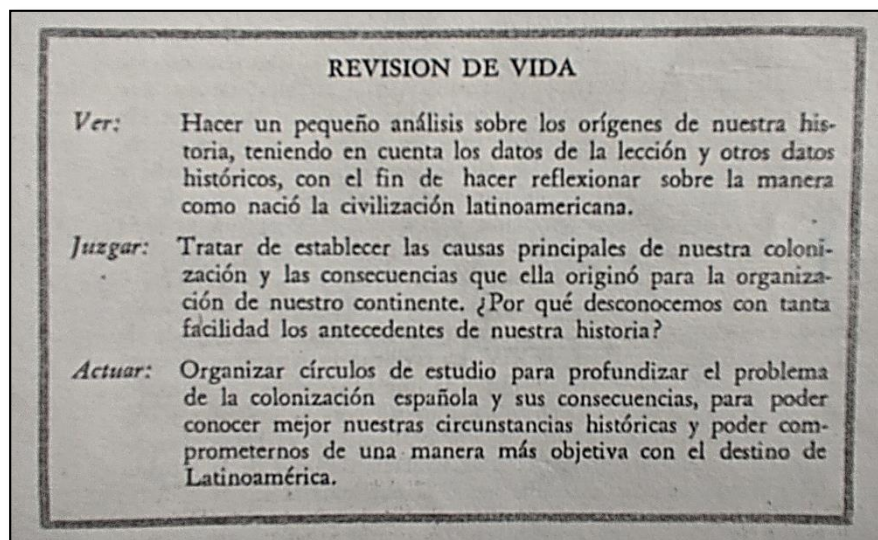 REVISION DE VIDA
Ver: Hacer un pequeño análisis sobre los orígenes de nuestra his-
toria, teniendo en cuenta los datos de la lección y otros datos
históricos, con el fin de hacer reflexionar sobre la manera
como nació la civilización latinoamericana.
Juzgar: Tratar de establecer las causas principales de nuestra coloni-
zación y las consecuencias que ella originó para la organiza-
ción de nuestro continente. ¿Por qué desconocemos con tanta
facilidad los antecedentes de nuestra historia?
Actuar: Organizar círculos de estudio para profundizar el problema
de la colonización española y sus consecuencias, para poder
conocer mejor nuestras circunstancias históricas y poder com-
prometernos de una manera más objetiva con el destino de
Latinoamérica.